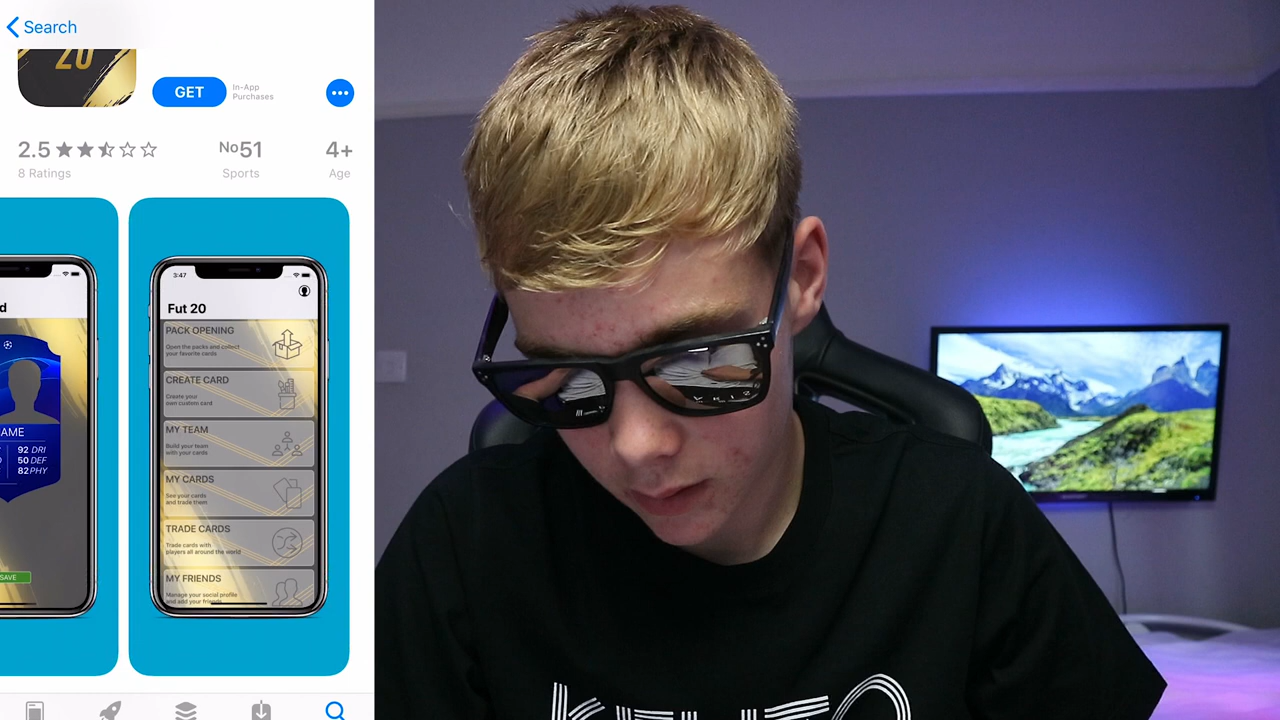 Search
20
GET
In-App
Purchases
2.5
No51
4+
8 Ratings
Sports
Age
d
AME
92 DRI
50 DEF
82 PHY
SAVE
3:47
Fut 20
PACK OPENING
Open the packs and collect
your favorite cards
CREATE CARD
Create your
own custom card
MY TEAM
Build your team
with your cards
MY CARDS
See your cards
and trade them
TRADE CARDS
Trade cards with
players all around the world
MY FRIENDS
Manage your social profile
and add your friends